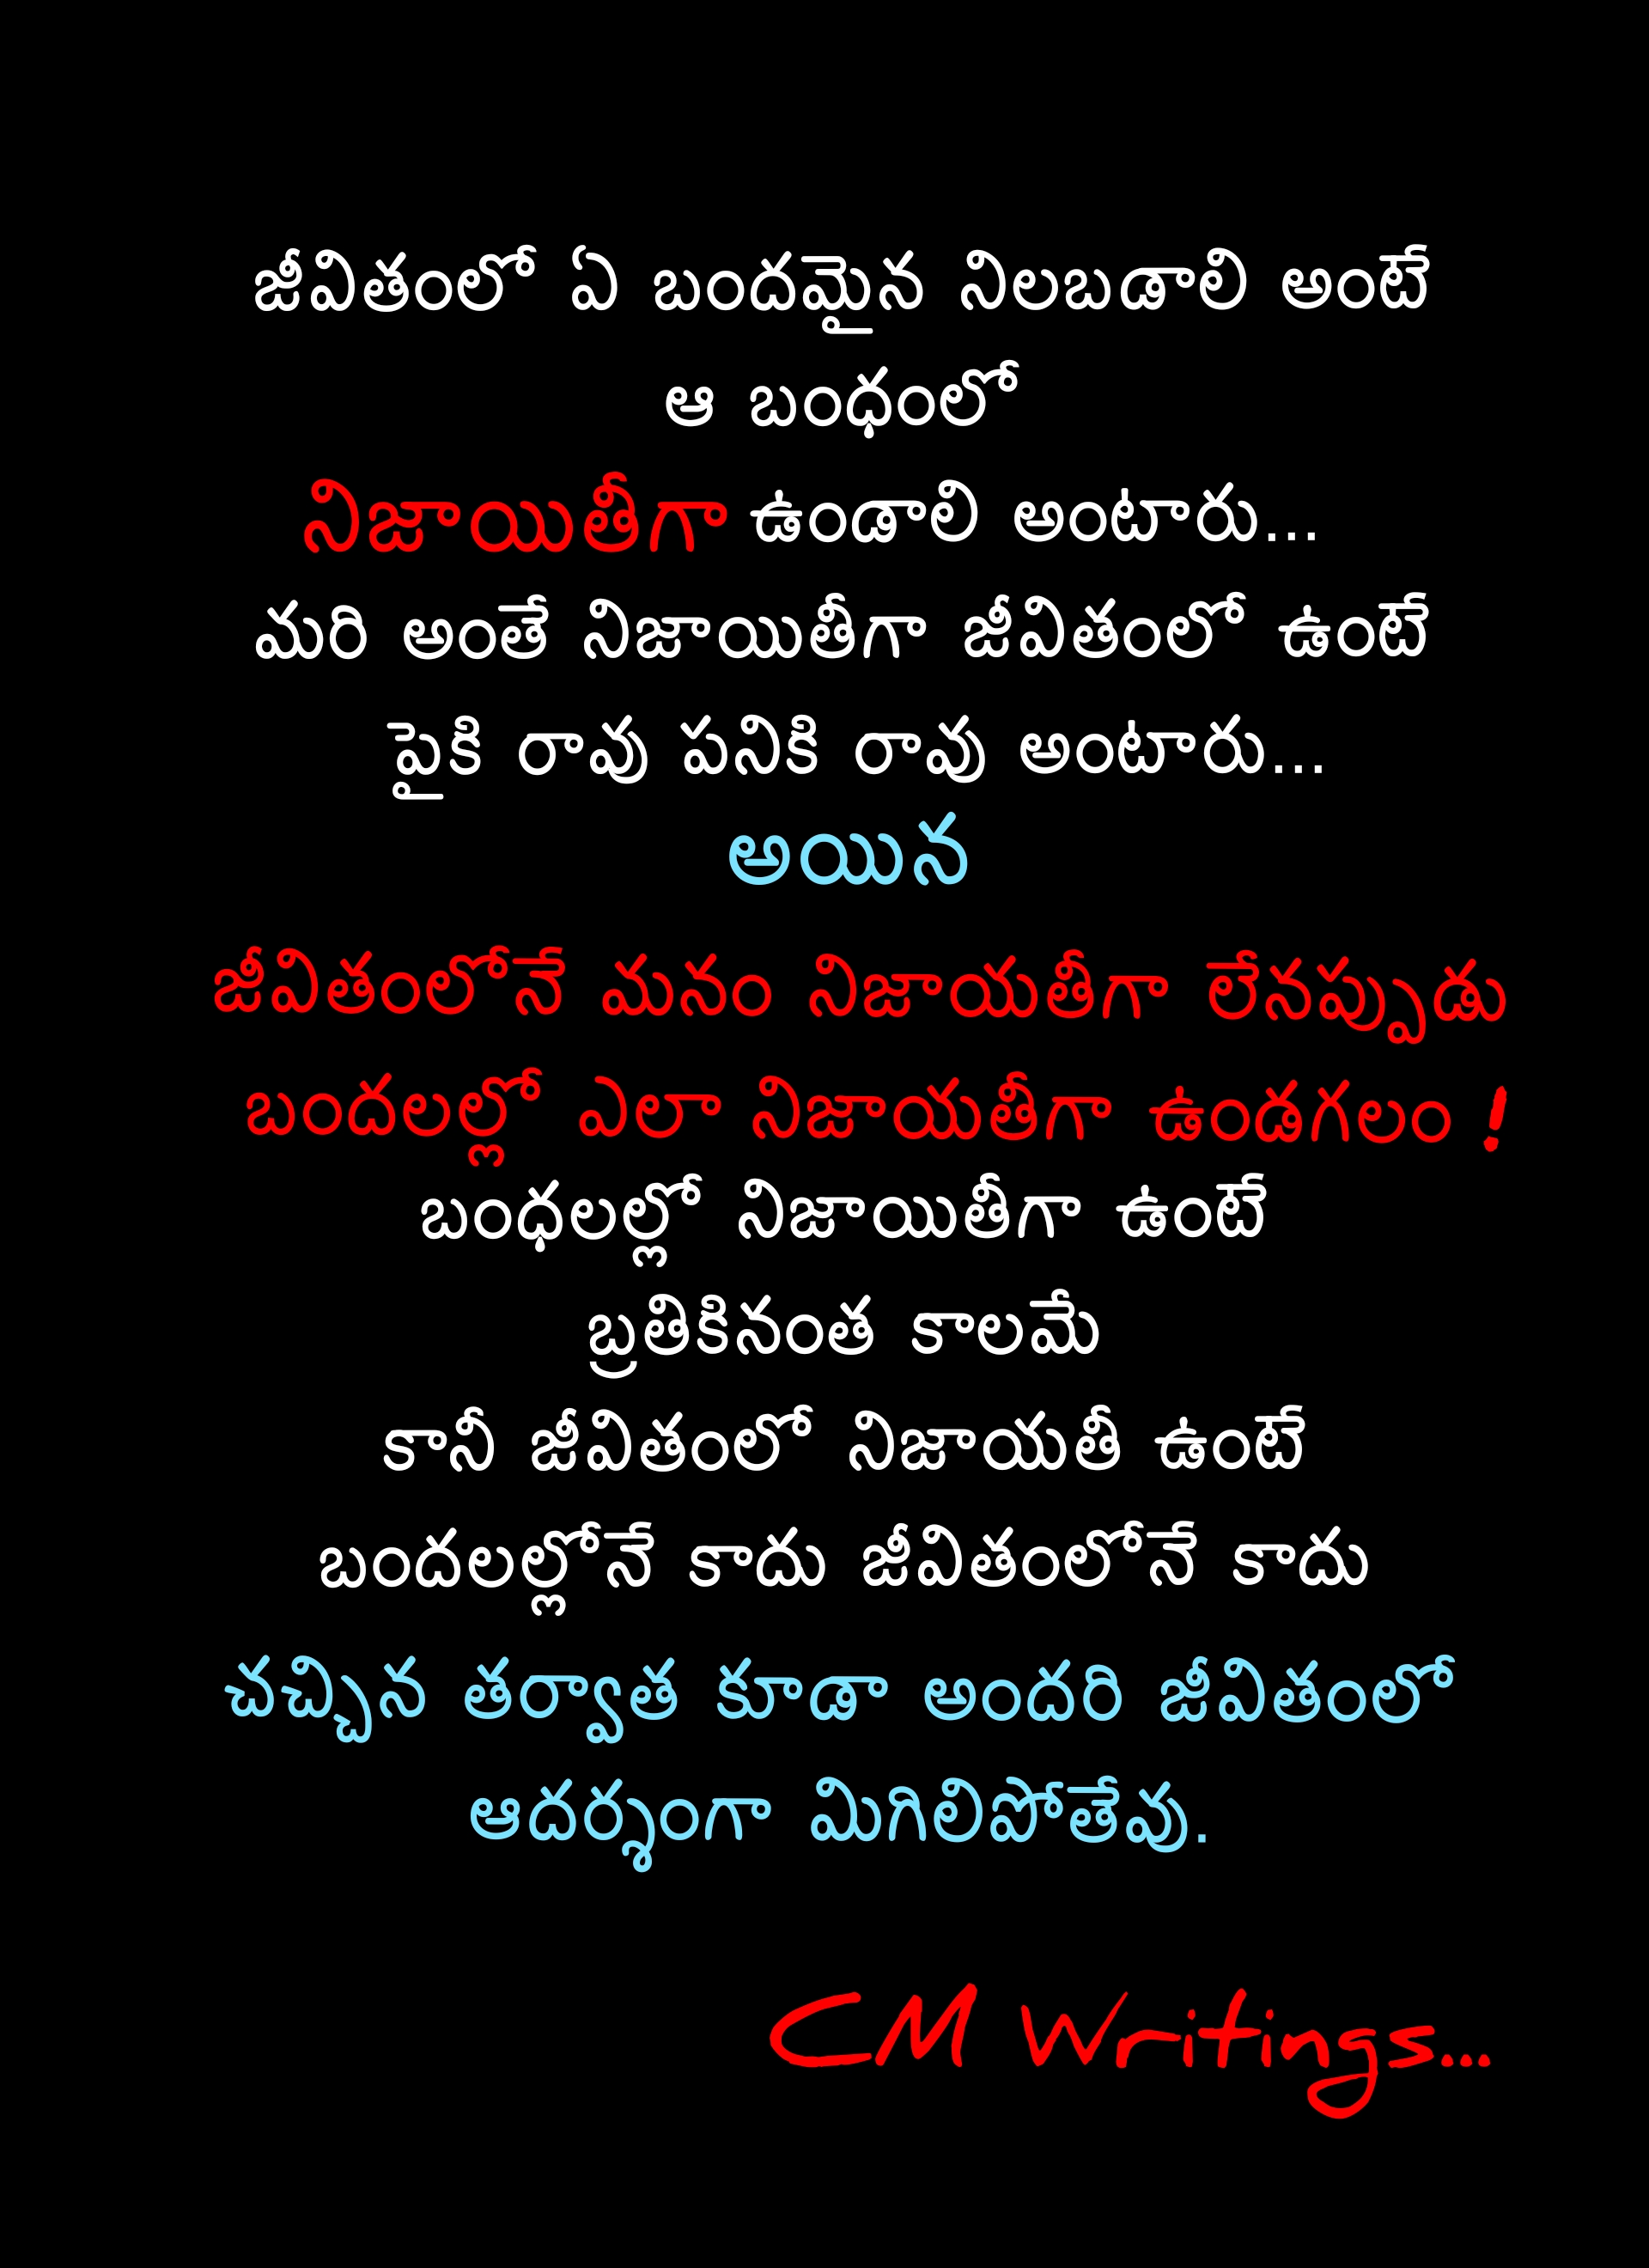 జీవితంలో ఏ బందమైన నిలబడాలి అంటే
ఆ బంధంలో
నిజాయితీగా ఉండాలి అంటారు...
మరి అంతే నిజాయితీగా జీవితంలో ఉంటే
పైకి రావు పనికి రావు అంటారు...
అయిన
జీవితంలోనే మనం నిజాయతీగా లేనప్పుడు
బందలల్లో ఎలా నిజాయతీగా ఉండగలం !
బంధలల్లో నిజాయితీగా ఉంటే
బ్రతికినంత కాలమే
కానీ జీవితంలో నిజాయతీ ఉంటే
బందలల్లోనే కాదు జీవితంలోనే కాదు
చచ్చిన తర్వాత కూడా అందరి జీవితంలో
ఆదర్శంగా మిగిలిపోతేవు.
CM Writings...